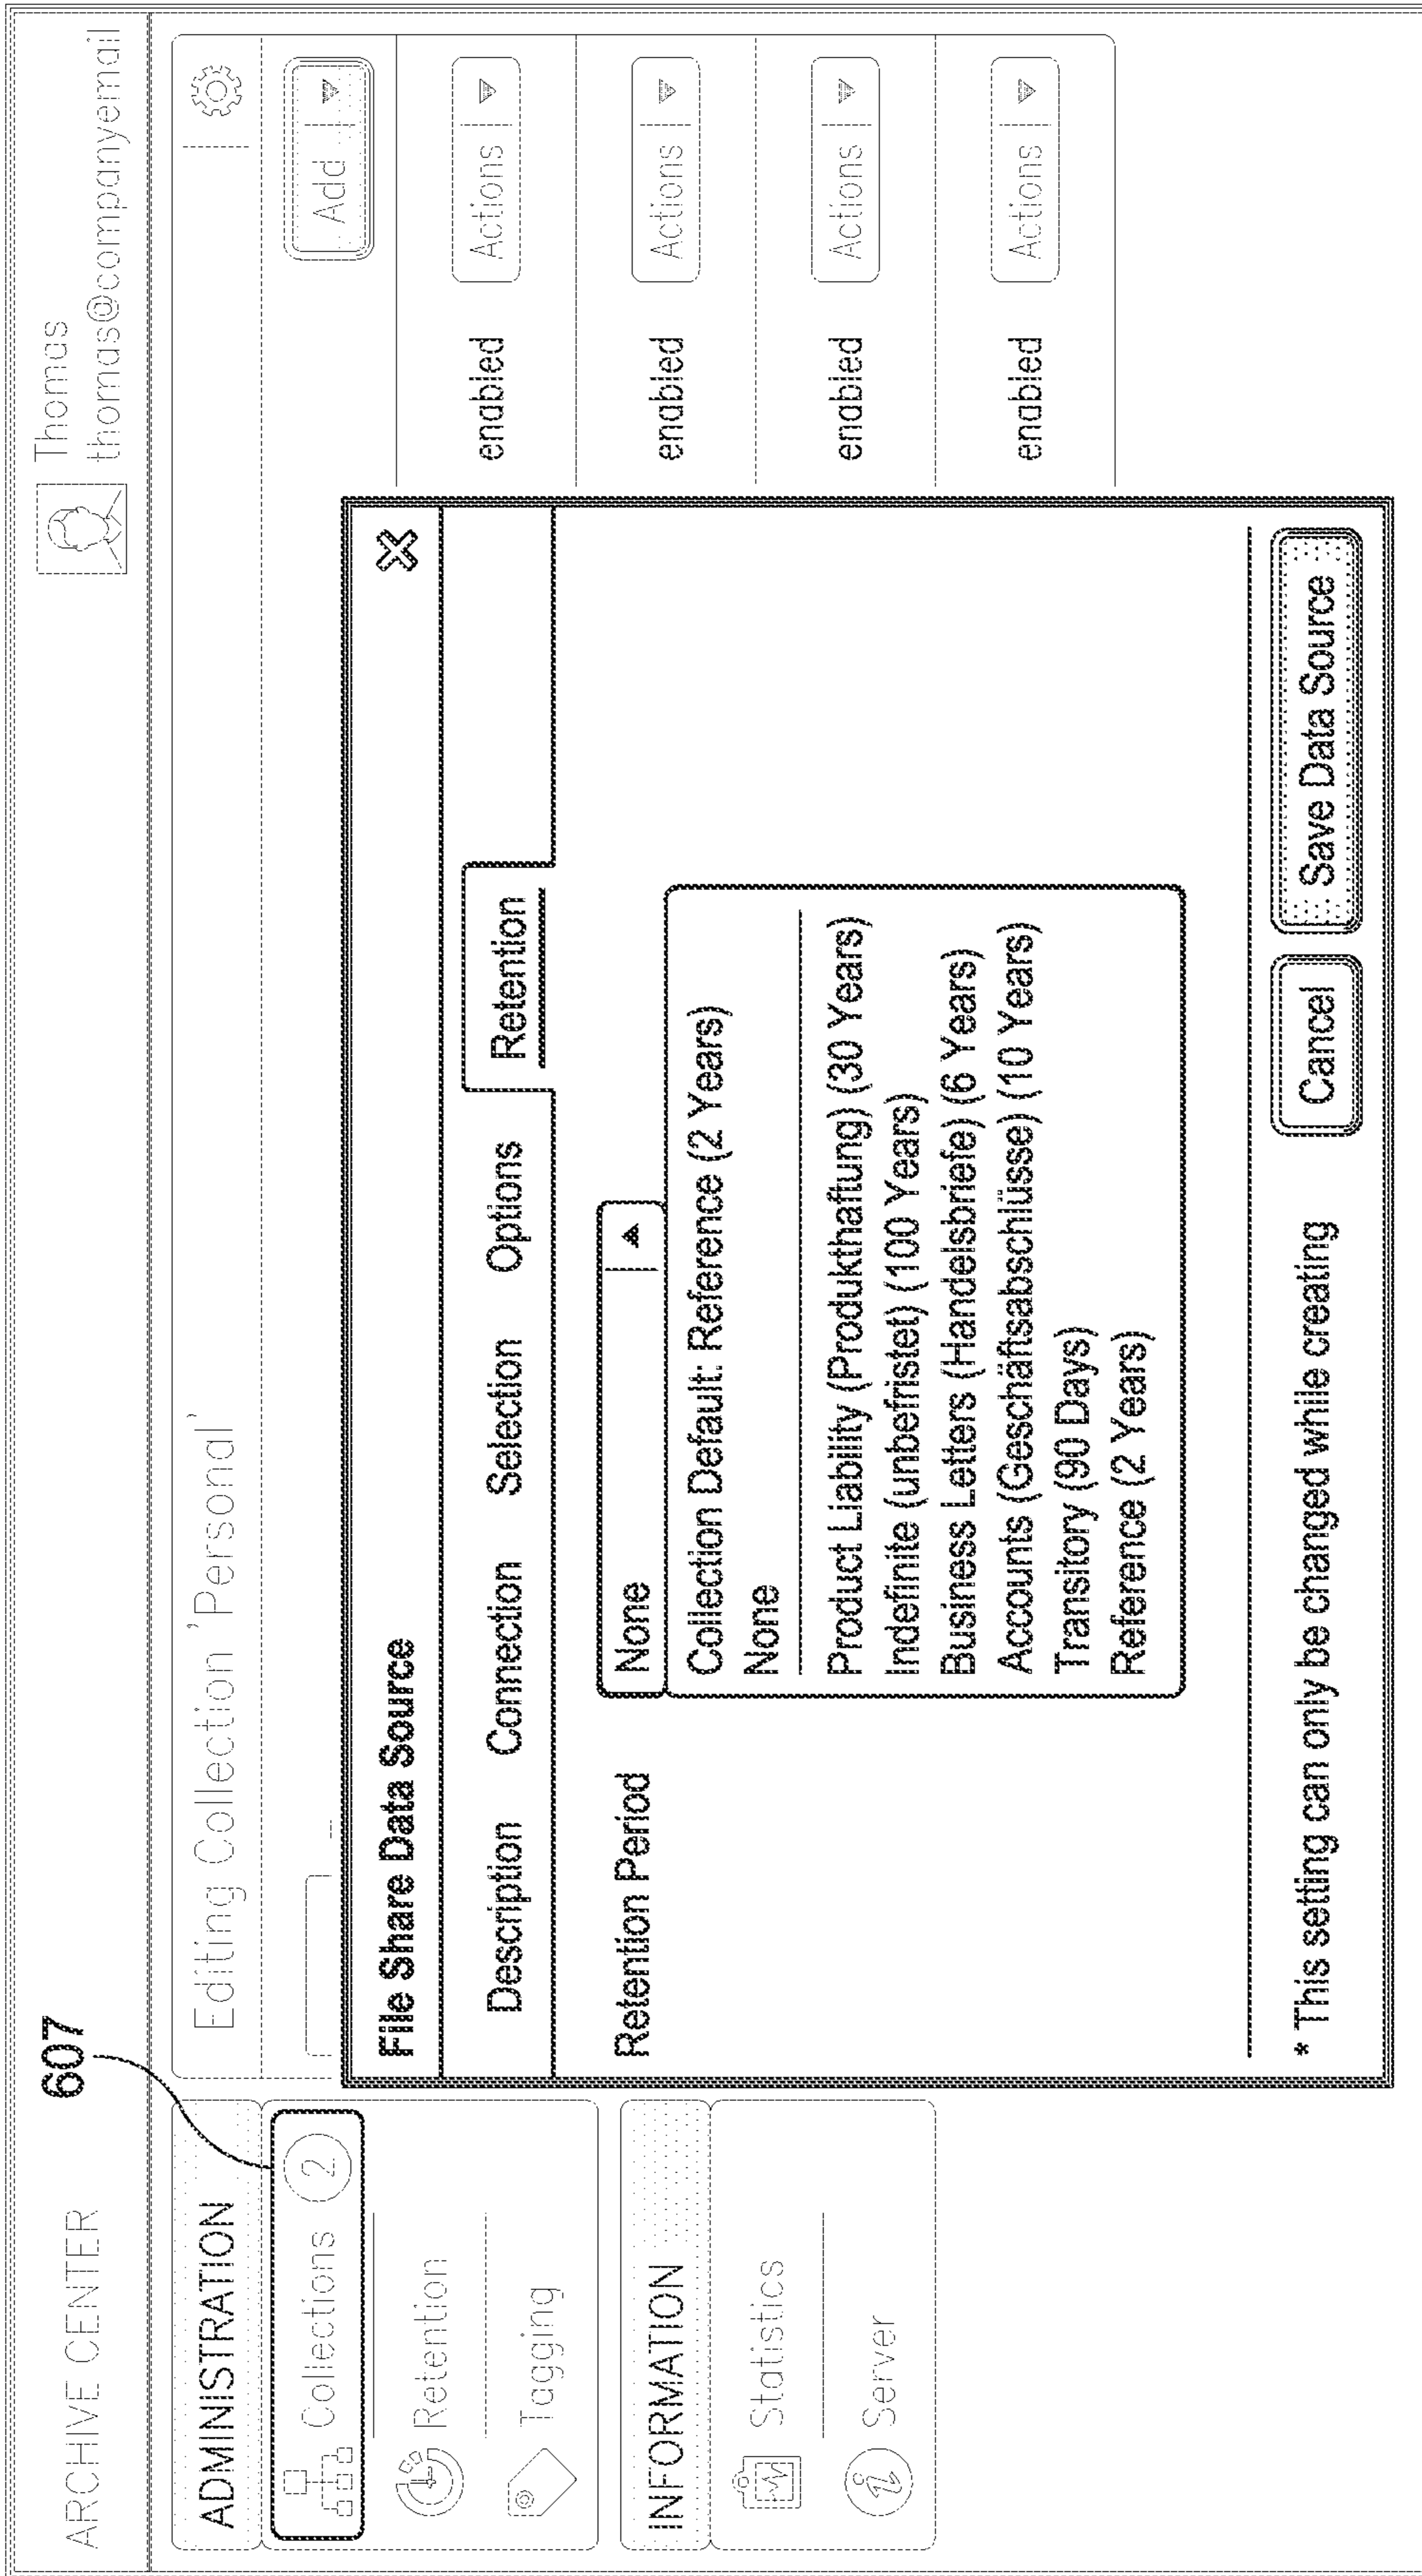 607
ARCHIVE CENTER
Thomas
thomas@companyemail
ADMINISTRATION
Collections 2
Retention
Tagging
INFORMATION
Statistics
Server
Editing Collection 'Personal'
Add
enabled Actions
enabled Actions
enabled Actions
enabled Actions
File Share Data Source
Description Connection Selection Options Retention
Retention Period
None
Collection Default: Reference (2 Years)
None
Product Liability (Produkthaftung) (30 Years)
Indefinite (unbefristet) (100 Years)
Business Letters (Handelsbriefe) (6 Years)
Accounts (Geschäftsabschlüsse) (10 Years)
Transitory (90 Days)
Reference (2 Years)
* This setting can only be changed while creating
Cancel
Save Data Source